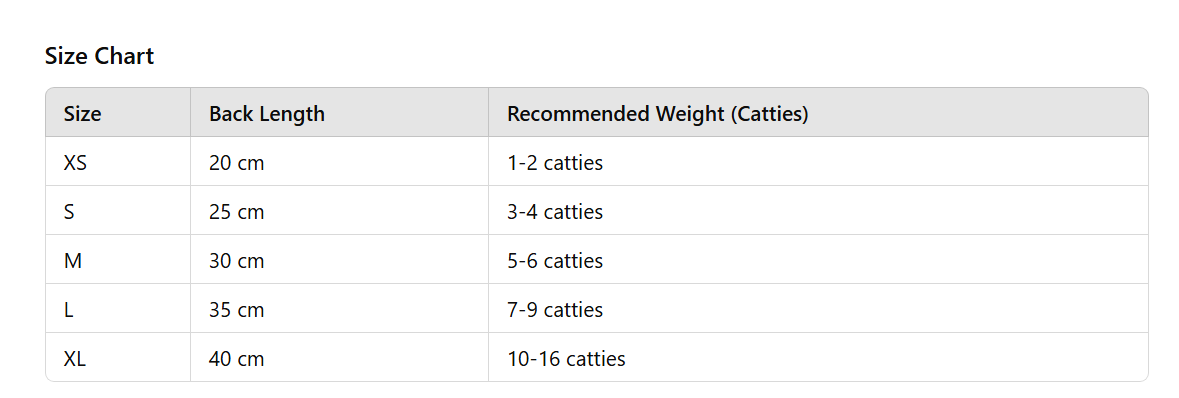 Size Chart
Size Back Length Recommended Weight (Catties)
XS 20 cm 1-2 catties
S 25 cm 3-4 catties
M 30 cm 5-6 catties
L 35 cm 7-9 catties
XL 40 cm 10-16 catties